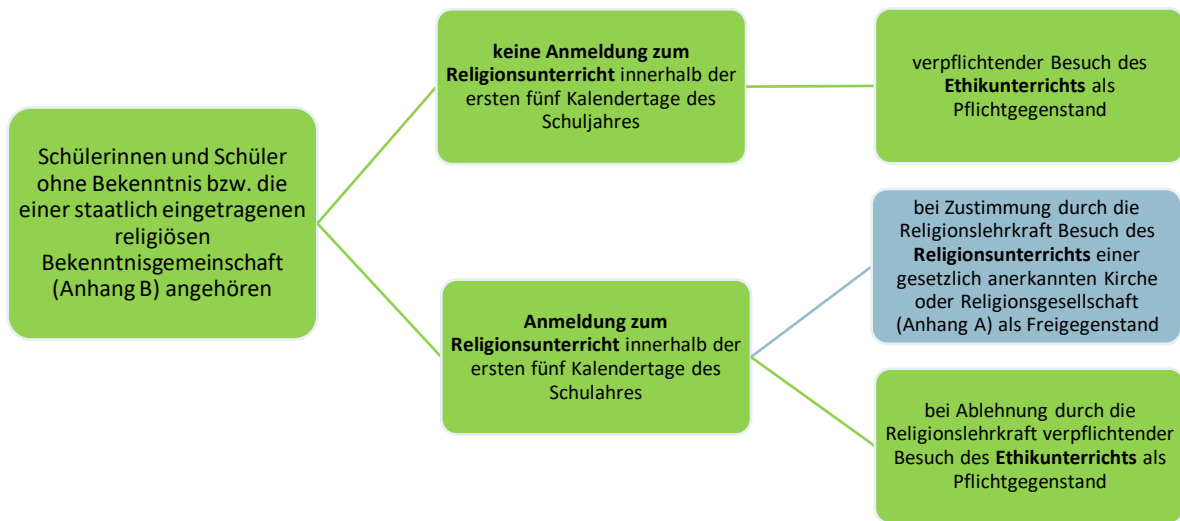 Schülerinnen und Schüler
ohne Bekenntnis bzw. die
einer staatlich eingetragenen
religiösen
Bekenntnisgemeinschaft
(Anhang B) angehören
keine Anmeldung zum
Religionsunterricht innerhalb der
ersten fünf Kalendertage des
Schuljahres
verpflichtender Besuch des
Ethikunterrichts als
Pflichtgegenstand
Anmeldung zum
Religionsunterricht innerhalb der
ersten fünf Kalendertage des
Schulahres
bei Zustimmung durch die
Religionslehrkraft Besuch des
Religionsunterrichts einer
gesetzlich anerkannten Kirche
oder Religionsgesellschaft
(Anhang A) als Freigegenstand
bei Ablehnung durch die
Religionslehrkraft verpflichtender
Besuch des Ethikunterrichts als
Pflichtgegenstand